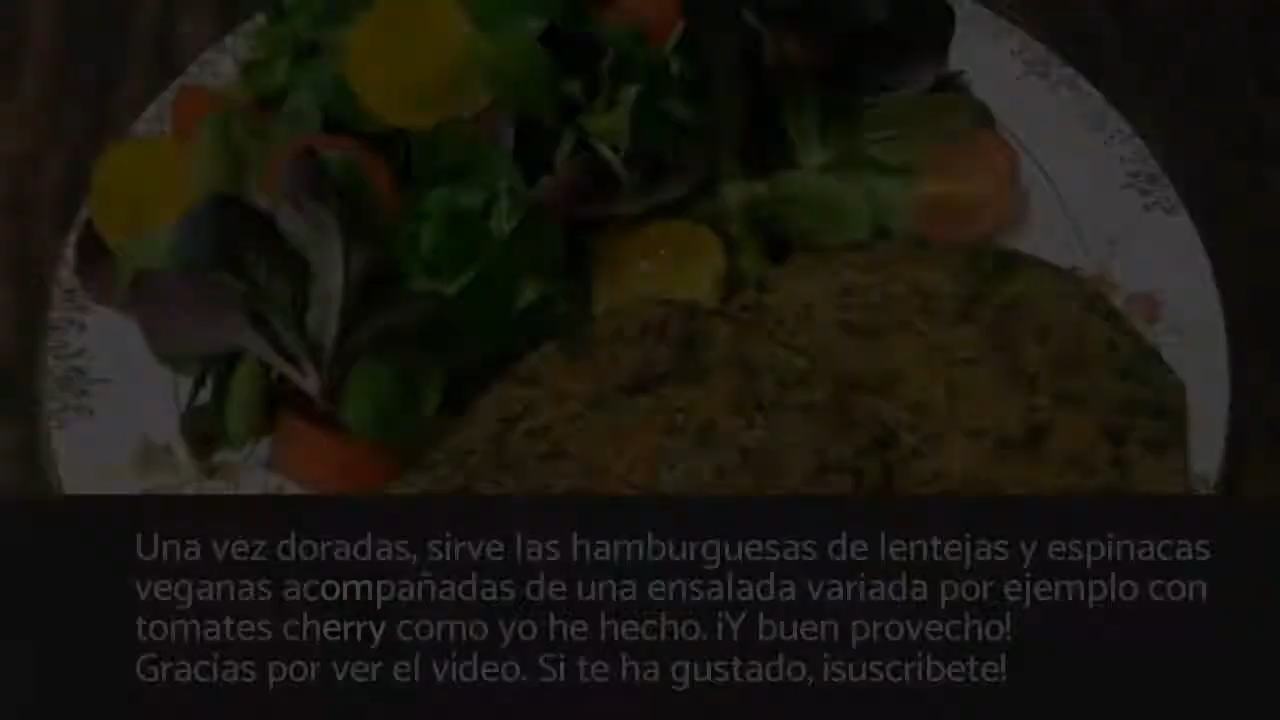 Una vez doradas, sirve las hamburguesas de lentejas y espinacas
veganas acompañadas de una ensalada variada por ejemplo con
tomates cherry como yo he hecho. ¡Y buen provecho!
Gracias por ver el vídeo. Si te ha gustado, ¡suscribete!